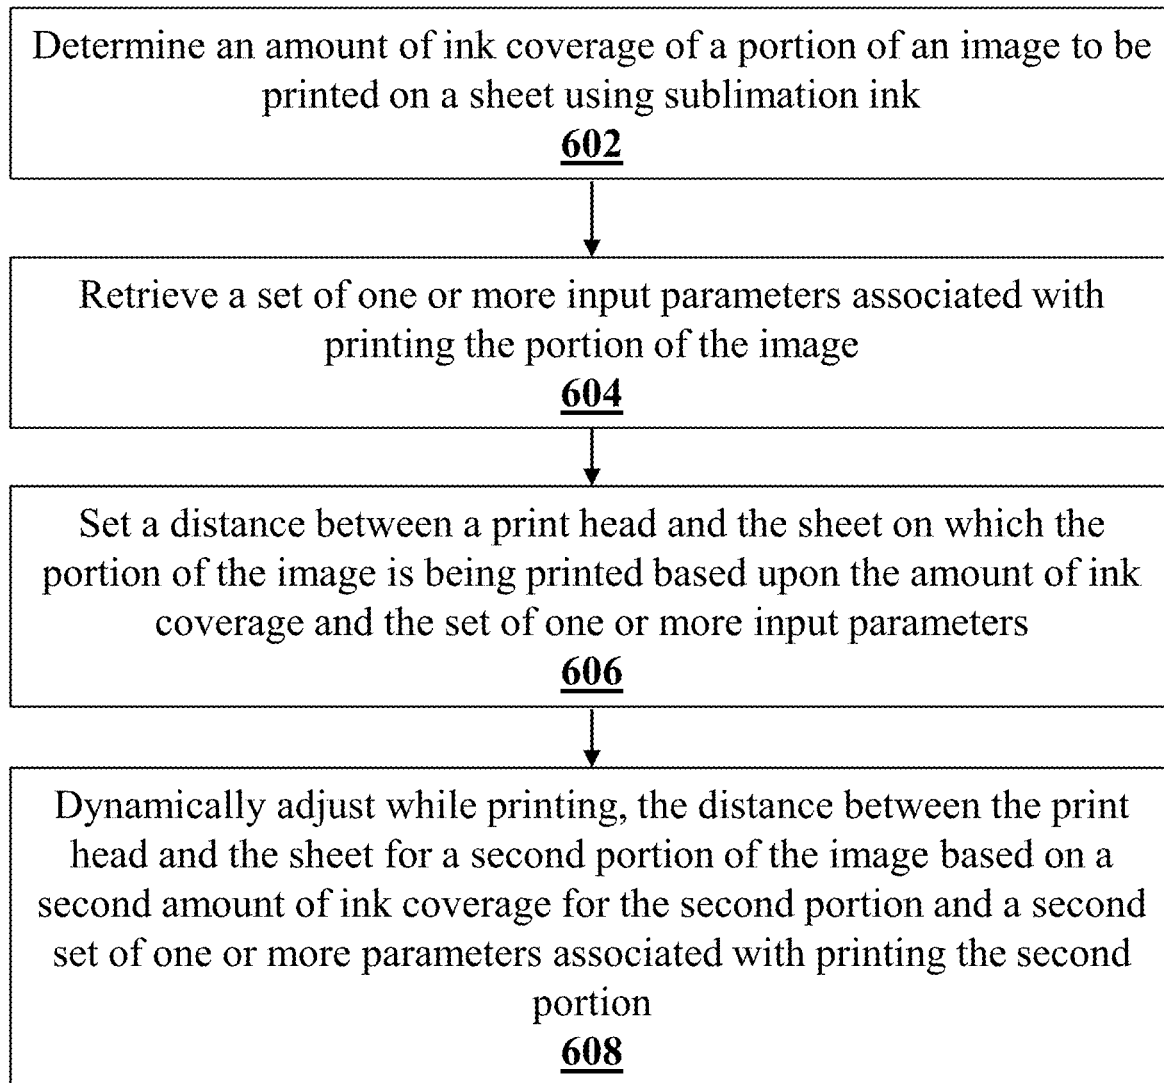 Determine an amount of ink coverage of a portion of an image to be
printed on a sheet using sublimation ink
602
Retrieve a set of one or more input parameters associated with
printing the portion of the image
604
Set a distance between a print head and the sheet on which the
portion of the image is being printed based upon the amount of ink
coverage and the set of one or more input parameters
606
Dynamically adjust while printing, the distance between the print
head and the sheet for a second portion of the image based on a
second amount of ink coverage for the second portion and a second
set of one or more parameters associated with printing the second
portion
608